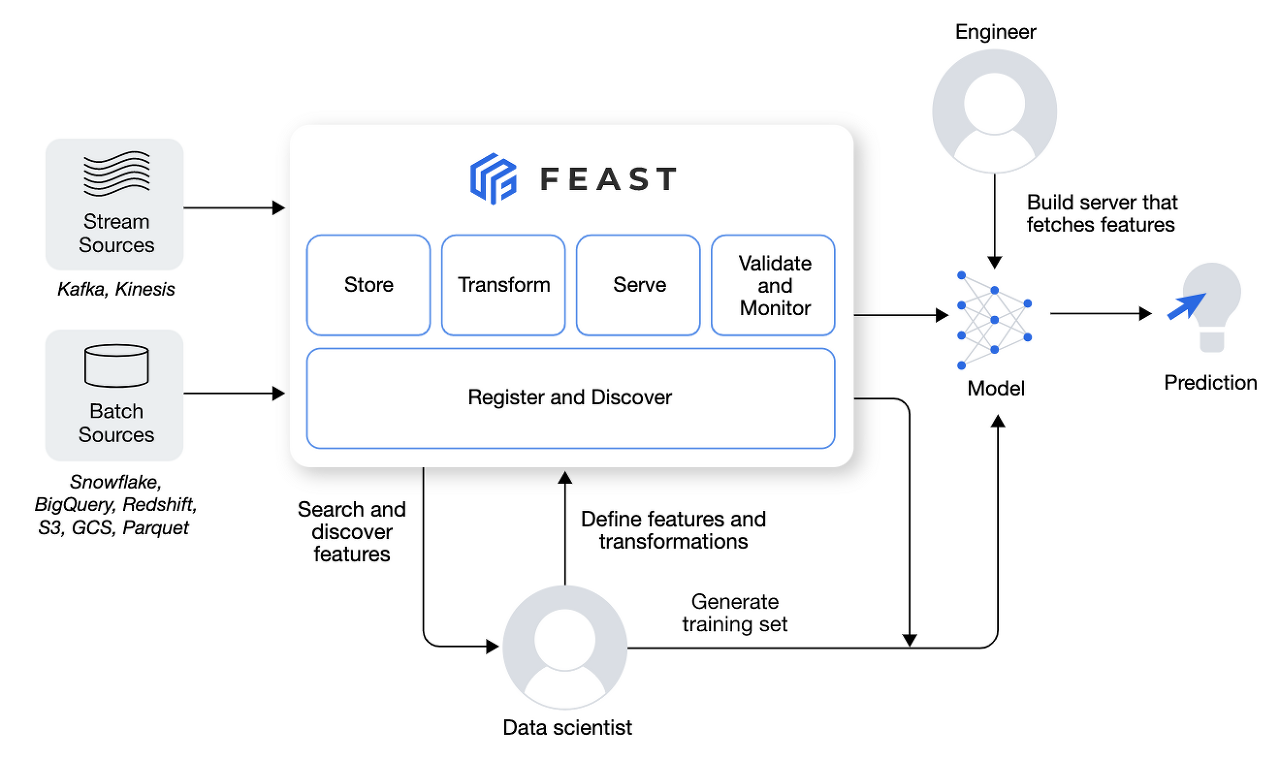 Engineer
Build server that
fetches features
Stream
Sources
Kafka, Kinesis
Batch
Sources
Snowflake,
BigQuery, Redshift,
S3, GCS, Parquet
FEAST
Store
Transform
Serve
Validate
and
Monitor
Register and Discover
Model
Prediction
Search and
discover
features
Define features and
transformations
Generate
training set
Data scientist